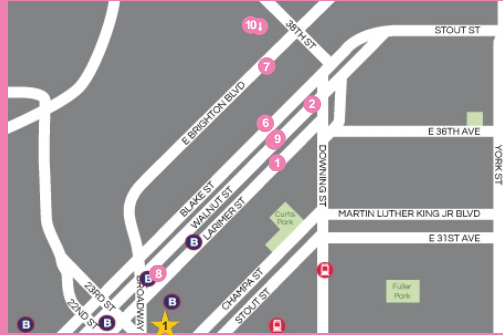 10↓
38TH ST
STOUT ST
7
E BRIGHTON BLVD
2
6
9
E 36TH AVE
1
DOWNING ST
YORK ST
BLAKE ST
WALNUT ST
LARIMER ST
Curtis
Park
MARTIN LUTHER KING JR BLVD
E 31ST AVE
B
B
8
BROADWAY
CHAMPA ST
STOUT ST
Fuller
Park
23RD ST
22ND ST
B
B
B
1